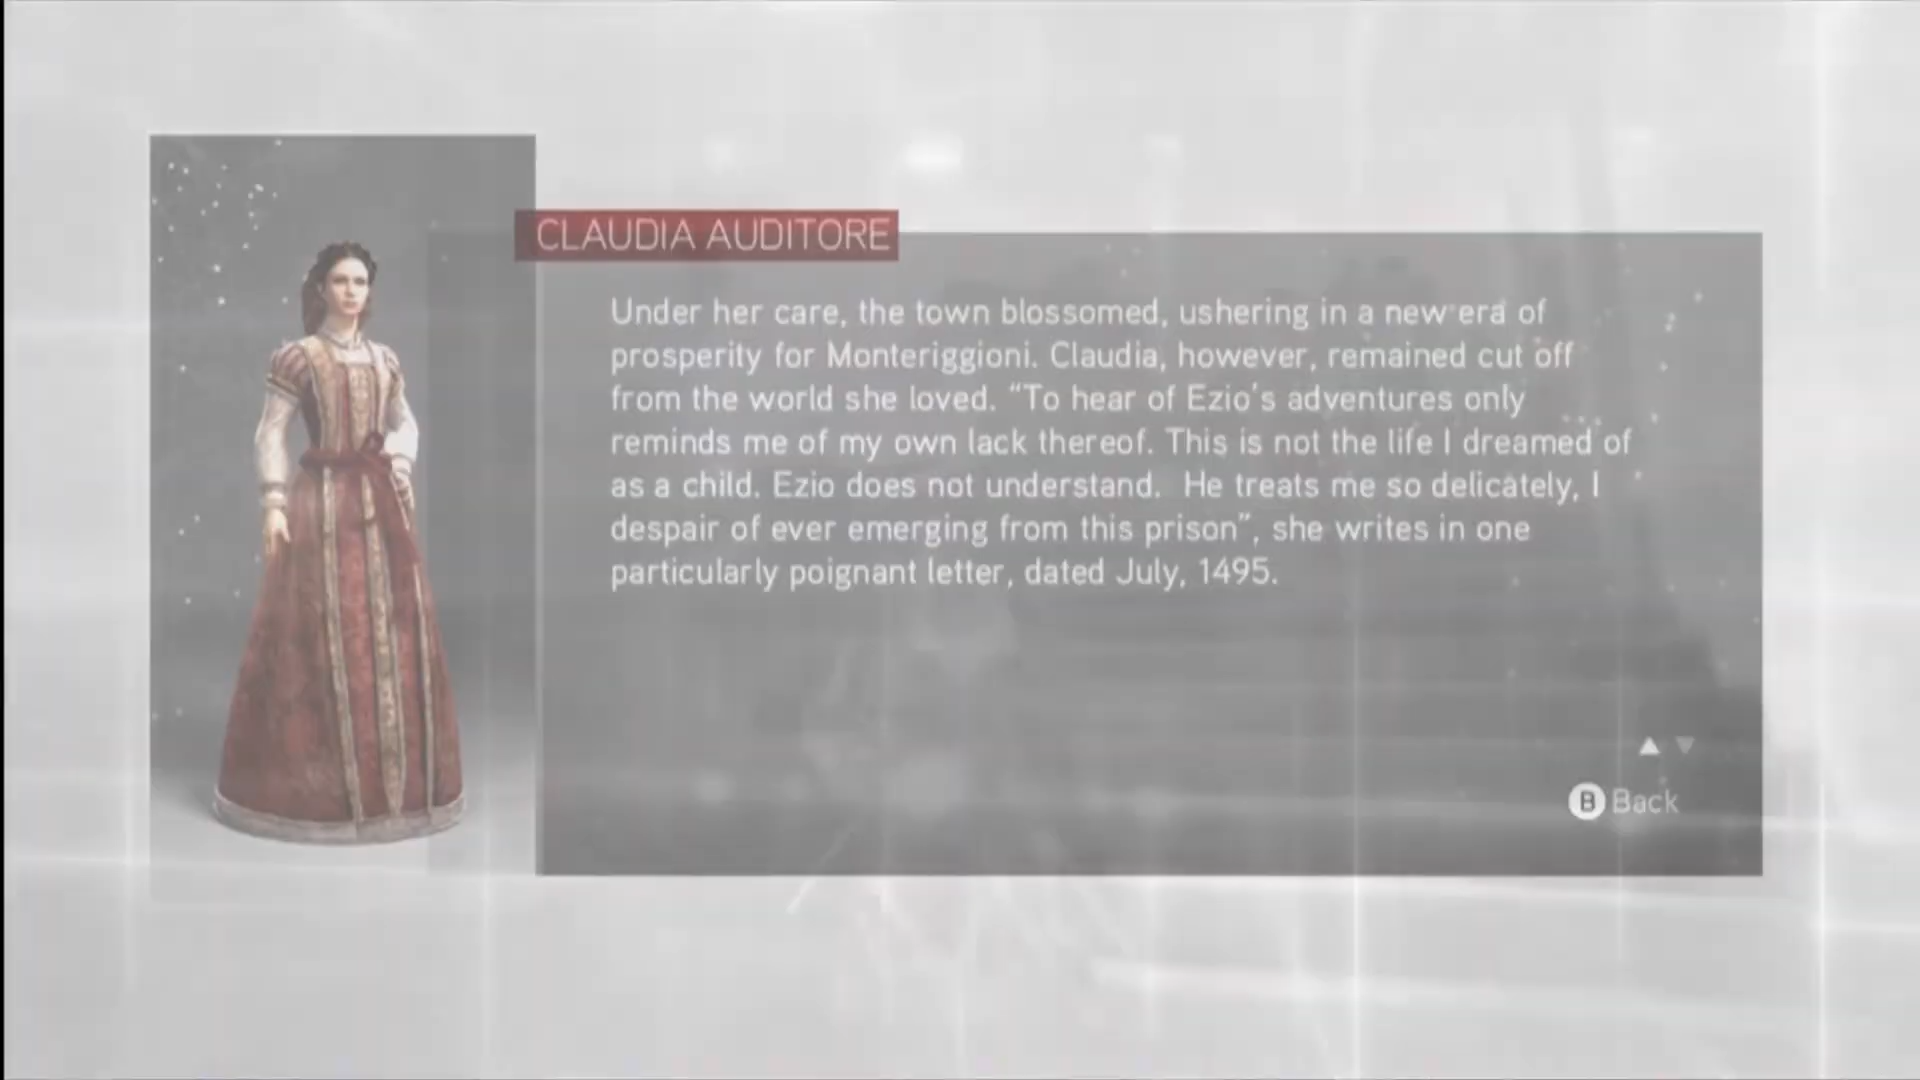 CLAUDIA AUDITORE
Under her care, the town blossomed, ushering in a new era of
prosperity for Monteriggioni. Claudia, however, remained cut off
from the world she loved. “To hear of Ezio's adventures only
reminds me of my own lack thereof. This is not the life I dreamed of
as a child. Ezio does not understand.  He treats me so delicately, I
despair of ever emerging from this prison”, she writes in one
particularly poignant letter, dated July, 1495.
B Back